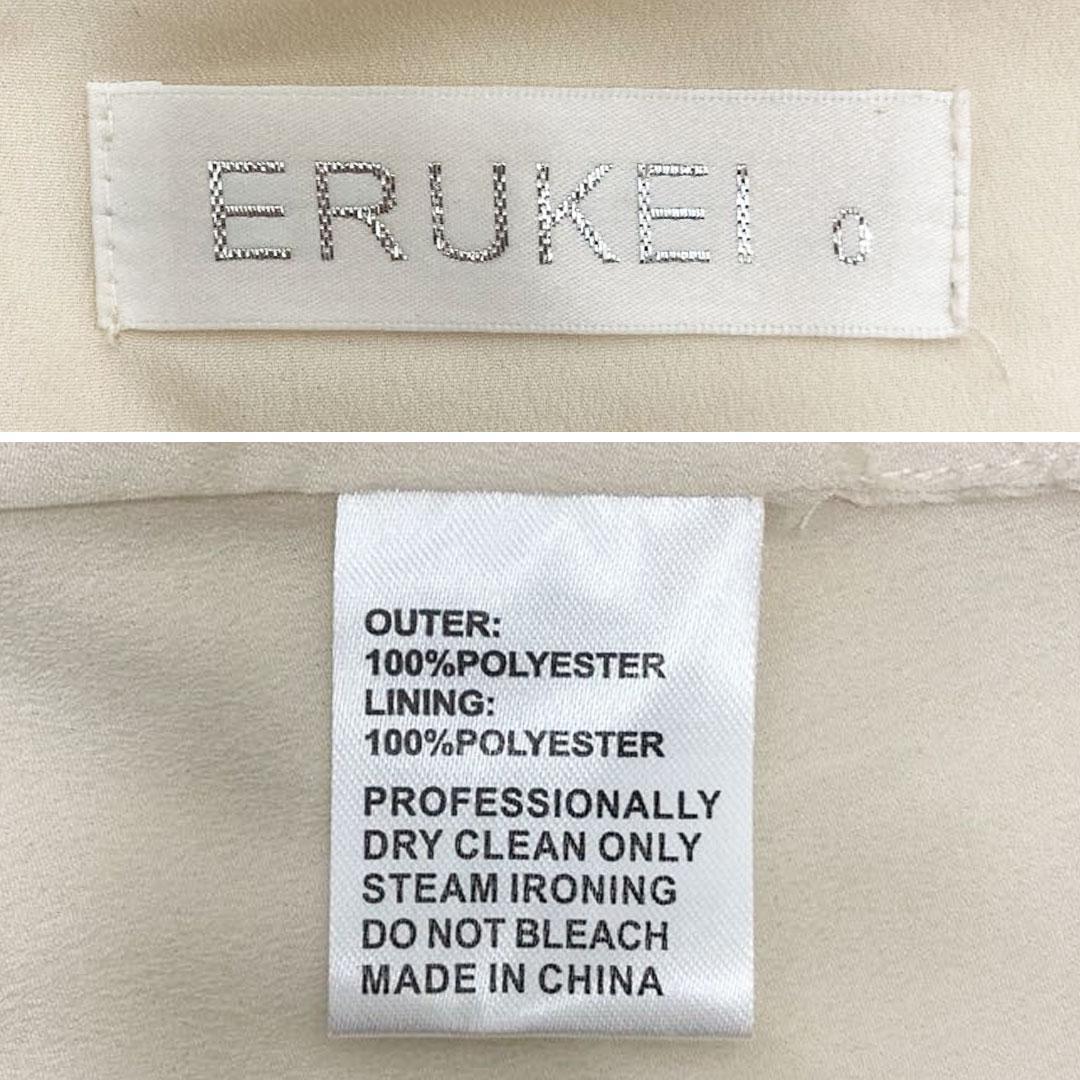 ERUKEI 0
OUTER:
100%POLYESTER
LINING:
100%POLYESTER
PROFESSIONALLY
DRY CLEAN ONLY
STEAM IRONING
DO NOT BLEACH
MADE IN CHINA